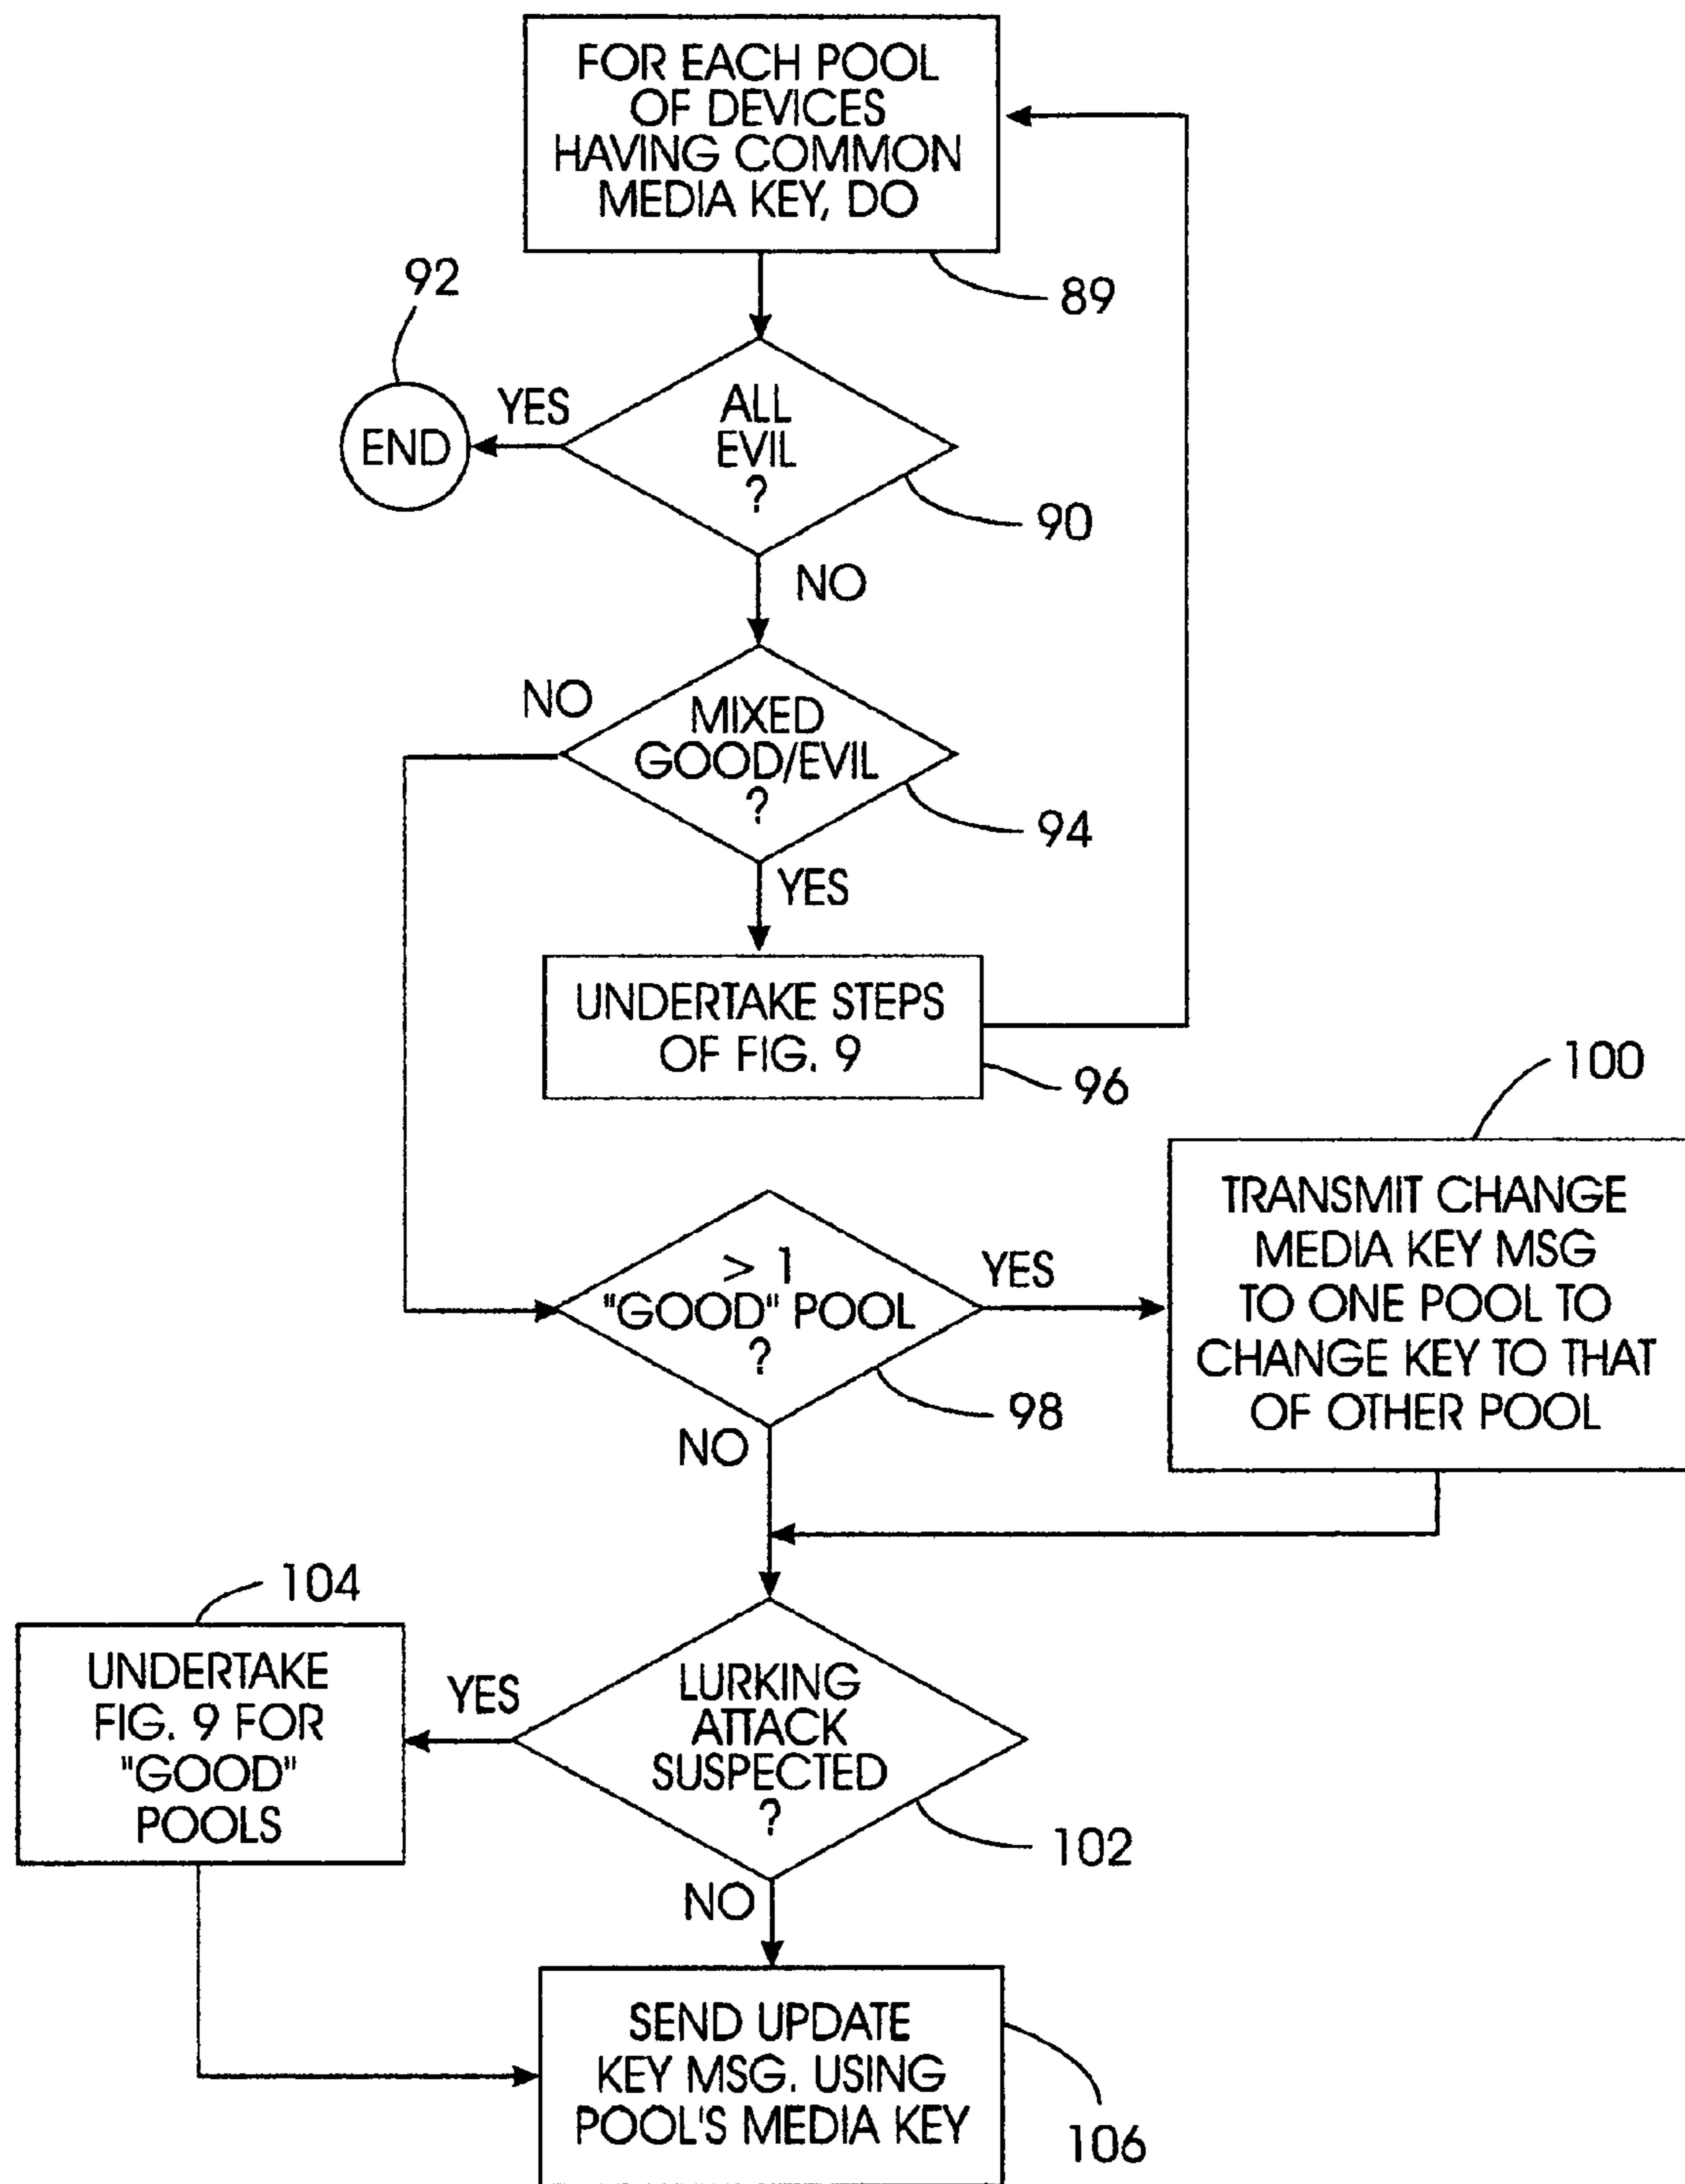 FOR EACH POOL
OF DEVICES
HAVING COMMON
MEDIA KEY, DO
89
92
END
YES
ALL
EVIL
?
90
NO
NO
MIXED
GOOD/EVIL
?
94
YES
UNDERTAKE STEPS
OF FIG. 9
96
100
TRANSMIT CHANGE
MEDIA KEY MSG
TO ONE POOL TO
CHANGE KEY TO THAT
OF OTHER POOL
> 1
"GOOD" POOL
?
YES
98
NO
104
UNDERTAKE
FIG. 9 FOR
"GOOD"
POOLS
YES
LURKING
ATTACK
SUSPECTED
?
102
NO
SEND UPDATE
KEY MSG. USING
POOL'S MEDIA KEY
106